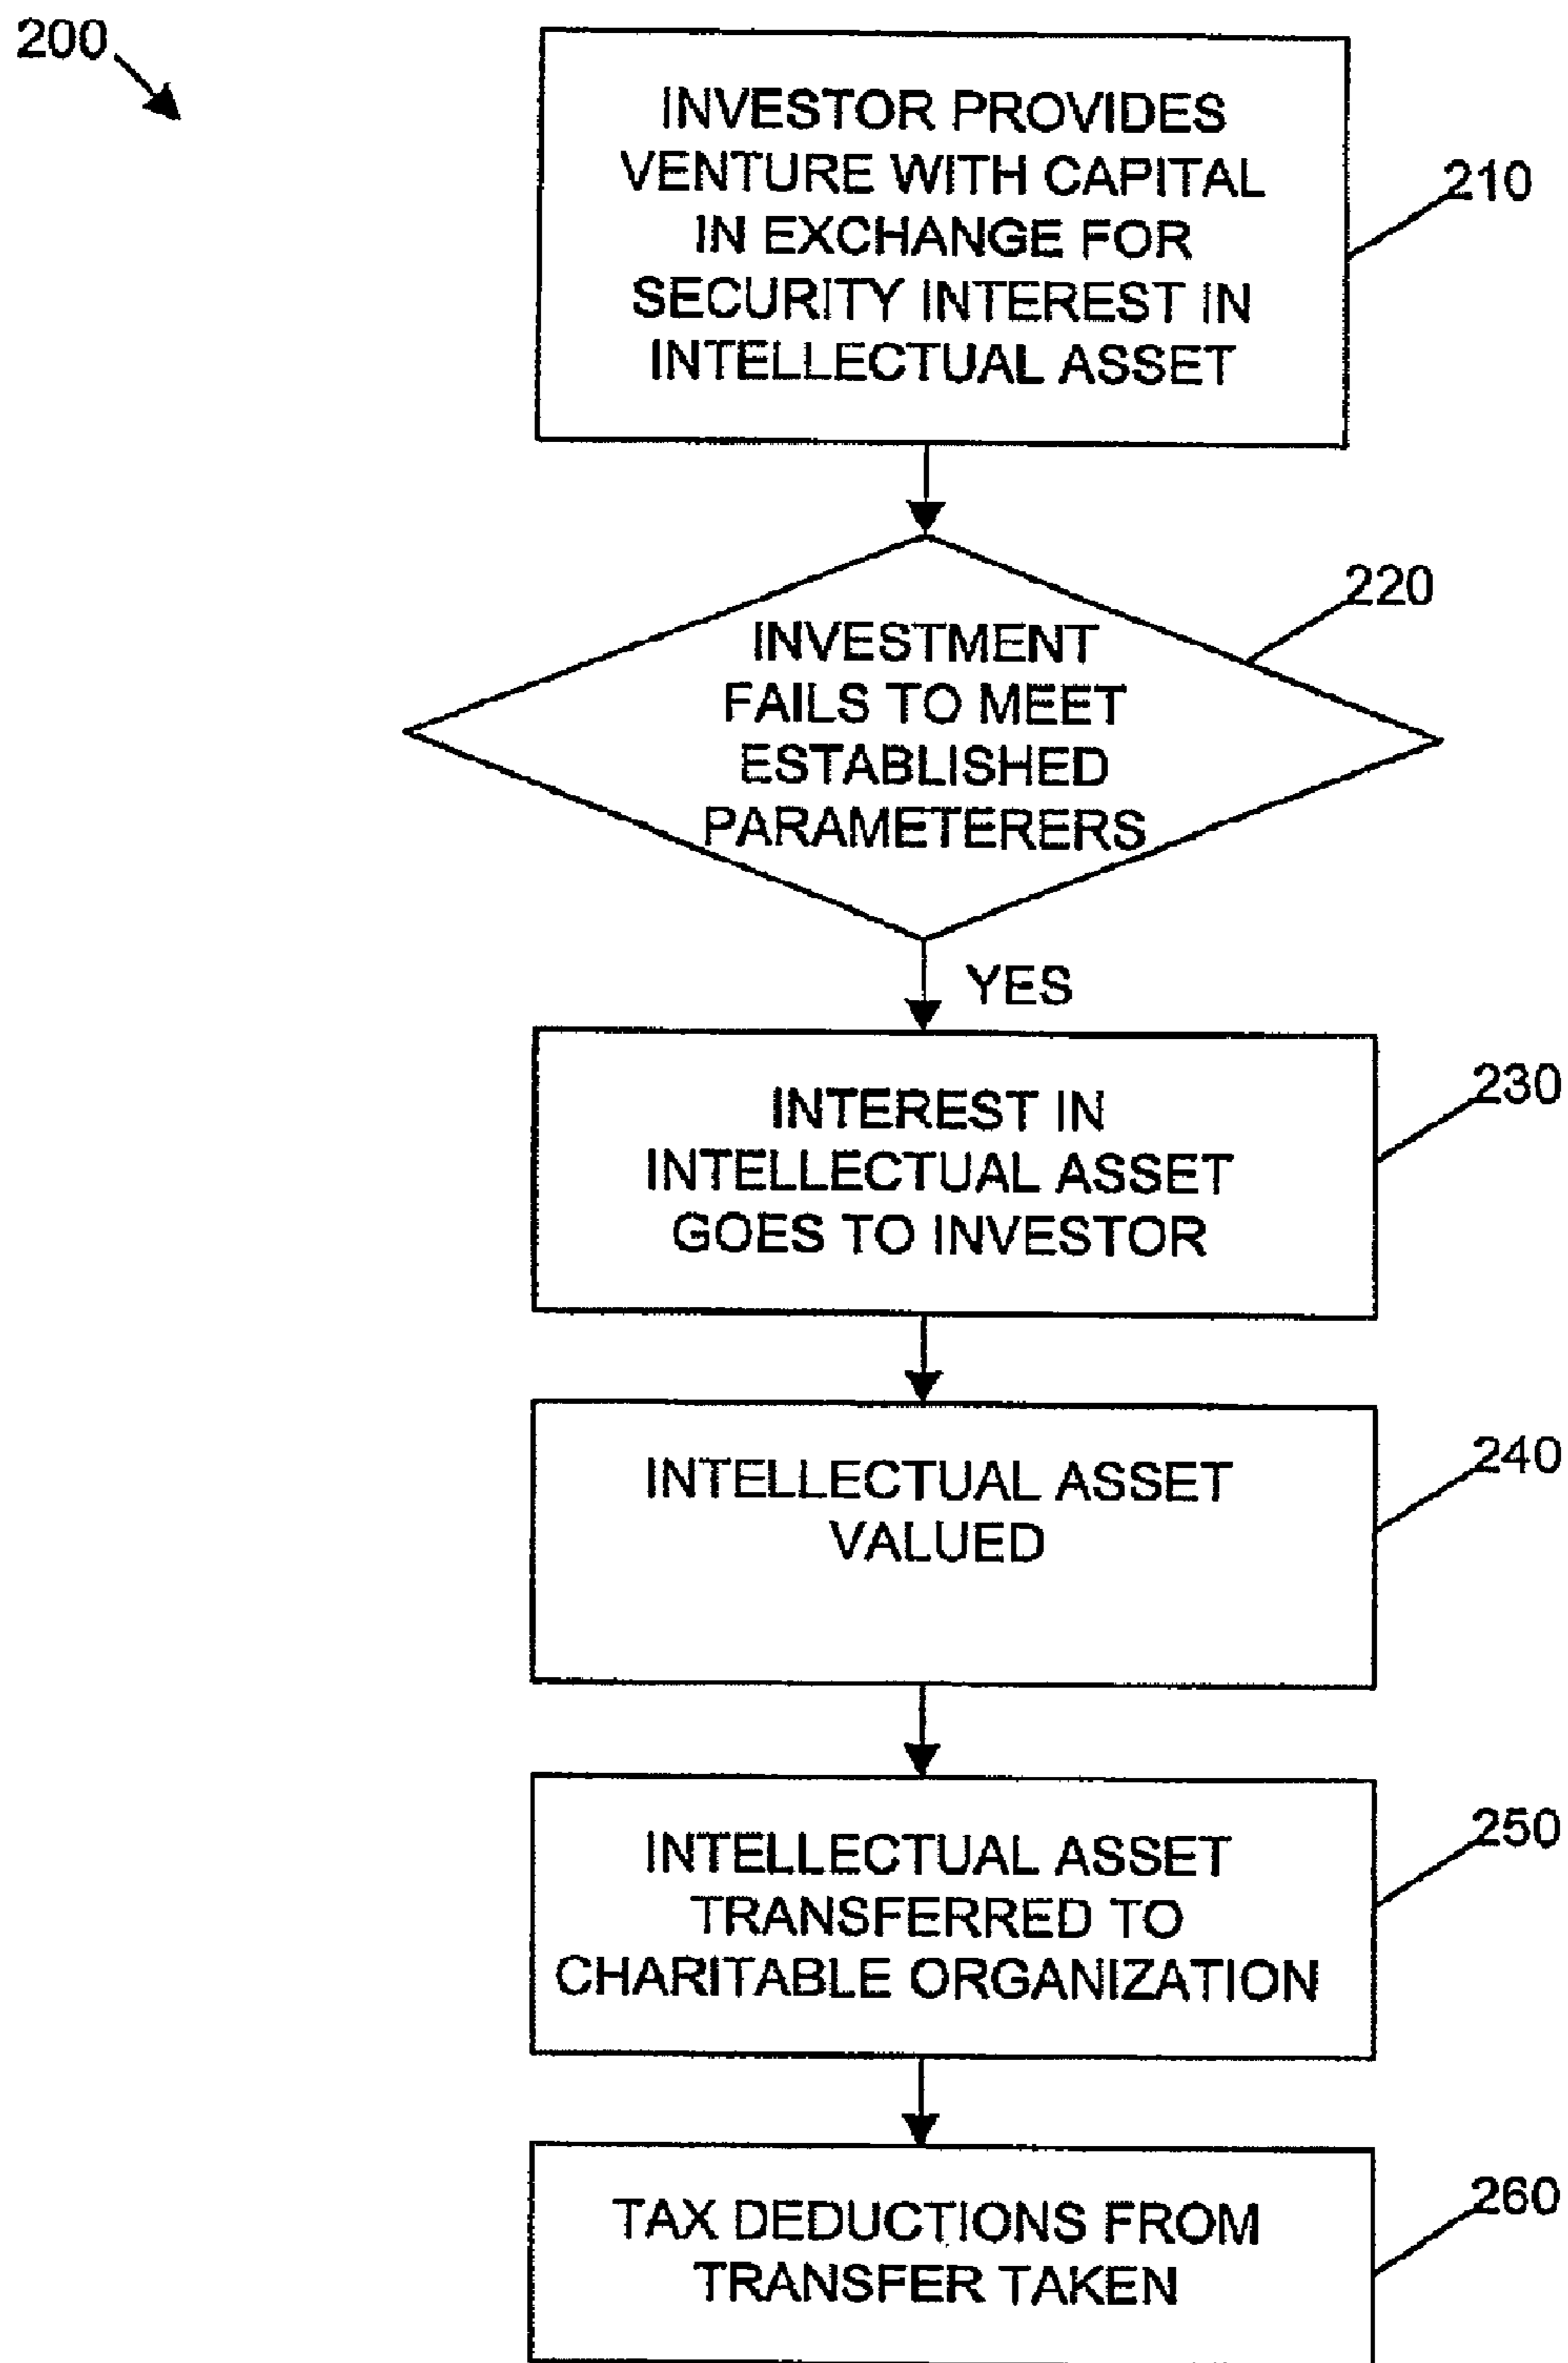 200
INVESTOR PROVIDES
VENTURE WITH CAPITAL
IN EXCHANGE FOR
SECURITY INTEREST IN
INTELLECTUAL ASSET
210
INVESTMENT
FAILS TO MEET
ESTABLISHED
PARAMETERERS
220
YES
INTEREST IN
INTELLECTUAL ASSET
GOES TO INVESTOR
230
INTELLECTUAL ASSET
VALUED
240
INTELLECTUAL ASSET
TRANSFERRED TO
CHARITABLE ORGANIZATION
250
TAX DEDUCTIONS FROM
TRANSFER TAKEN
260